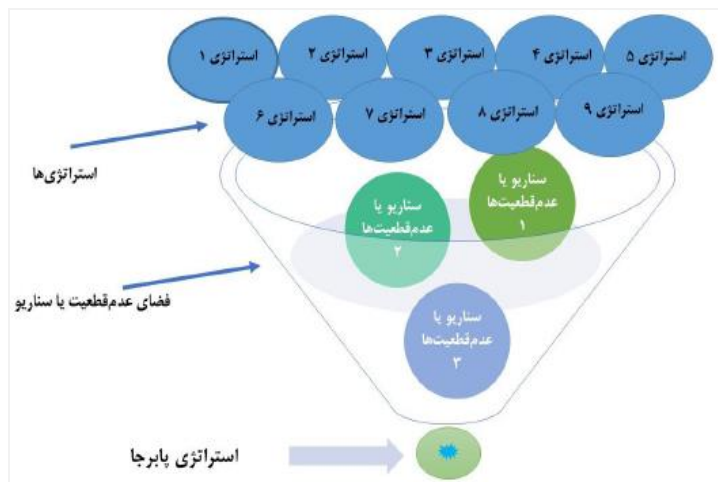 استراتژی ۱
استراتژی ۲
استراتژی ۳
استراتژی ۴
استراتژی ۵
استراتژی ۶
استراتژی ۷
استراتژی ۸
استراتژی ۹
استراتژی‌ها
سناریو یا
عدم‌قطعیت‌ها
۱
سناریو یا
عدم‌قطعیت‌ها
۲
فضای عدم‌قطعیت یا سناریو
سناریو یا
عدم‌قطعیت‌ها
۳
استراتژی پابرجا